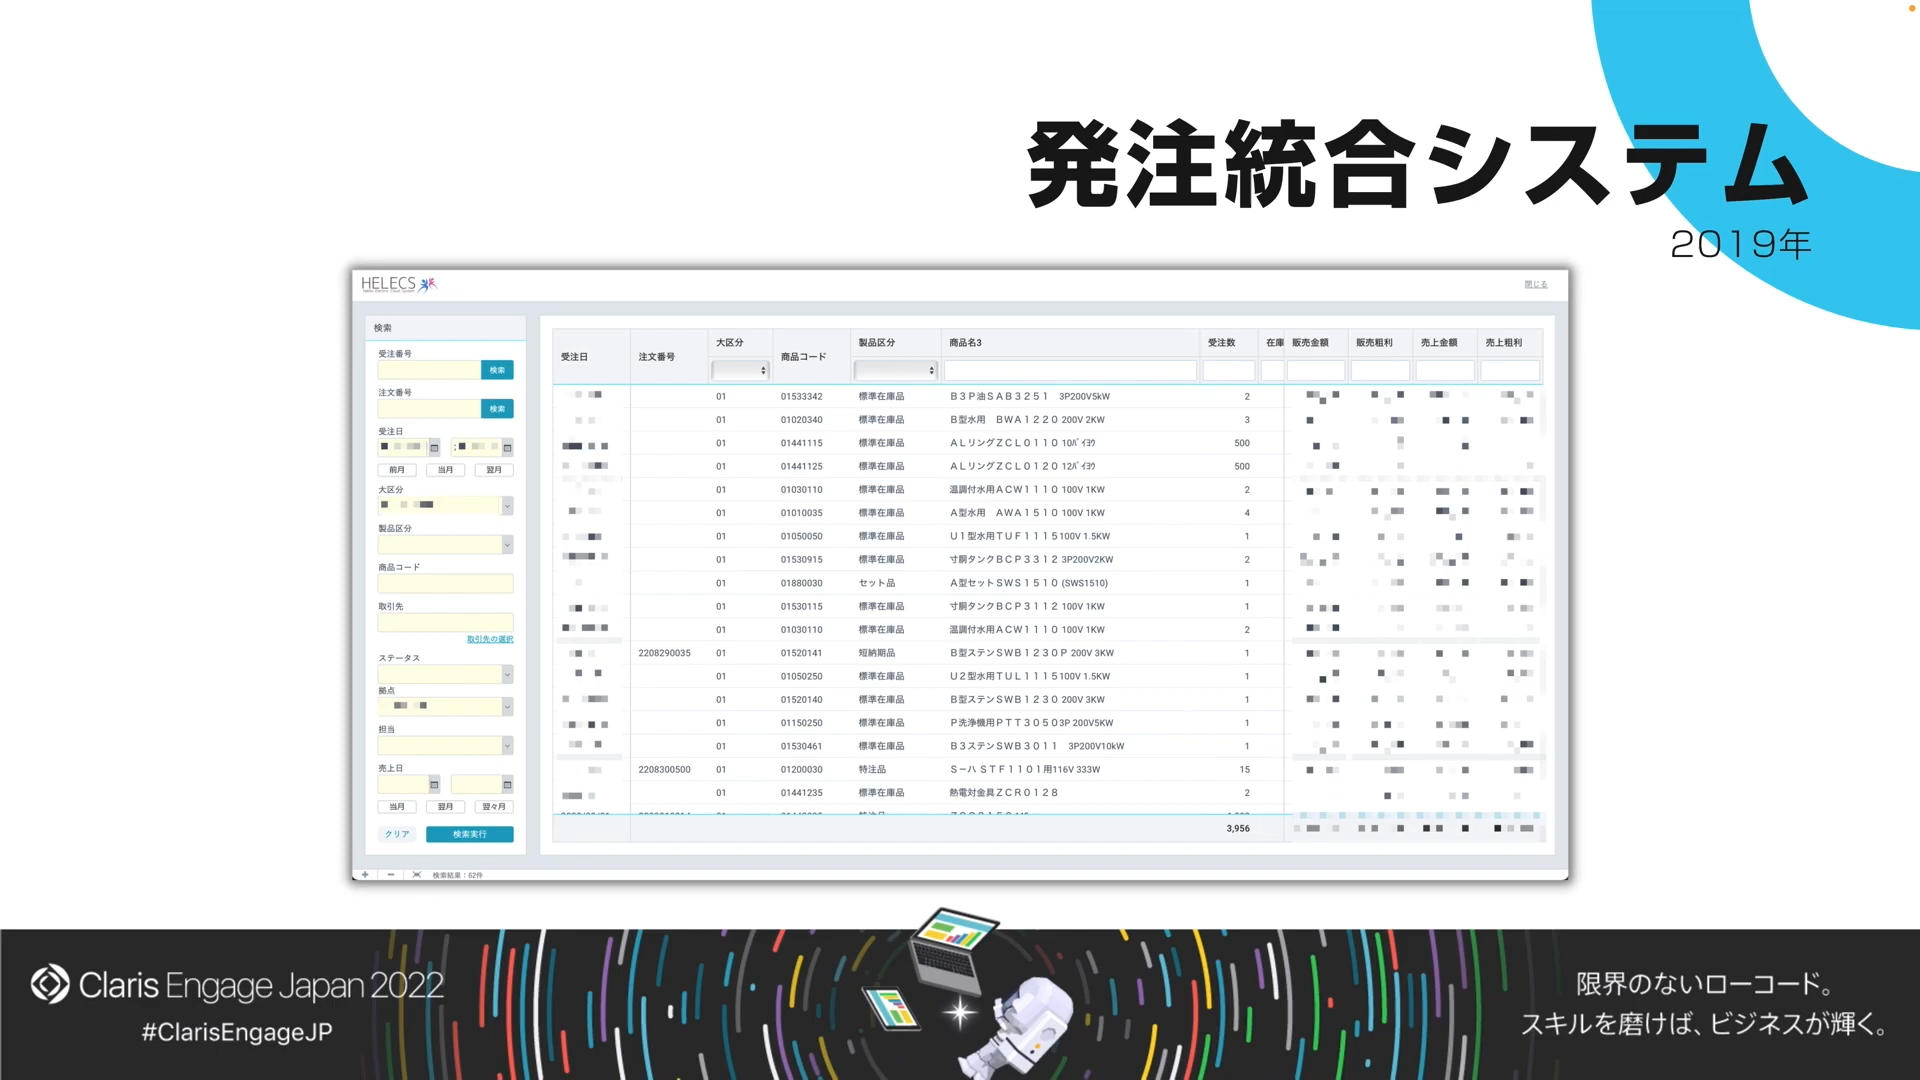 発注統合システム
2019年
HELECS
閉じる
検索
受注番号
検索
注文番号
検索
受注日
前月 当月 翌月
大区分
製品区分
商品コード
取引先
取引先の選択
ステータス
拠点
担当
売上日
当月 翌月 翌々月
クリア 検索実行
受注日 注文番号 大区分 商品コード 製品区分 商品名3 受注数 在庫 販売金額 販売粗利 売上金額 売上粗利
01 01533342 標準在庫品 B3P油SAB3251 3P200V5kW 2
01 01020340 標準在庫品 B型水用 BWA1220 200V 2KW 3
01 01441115 標準在庫品 ALリングZCL0110 10ﾊﾟｲﾖｳ 500
01 01441125 標準在庫品 ALリングZCL0120 12ﾊﾟｲﾖｳ 500
01 01030110 標準在庫品 温調付水用ACW1110 100V 1KW 2
01 01010035 標準在庫品 A型水用 AWA1510 100V 1KW 4
01 01050050 標準在庫品 U1型水用TUF1115 100V 1.5KW 1
01 01530915 標準在庫品 寸胴タンクBCP3312 3P200V2KW 2
01 01880030 セット品 A型セットSWS1510 (SWS1510) 1
01 01530115 標準在庫品 寸胴タンクBCP3112 100V 1KW 1
01 01030110 標準在庫品 温調付水用ACW1110 100V 1KW 2
2208290035 01 01520141 短納期品 B型ステンSWB1230P 200V 3KW 1
01 01050250 標準在庫品 U2型水用TUL1115 100V 1.5KW 1
01 01520140 標準在庫品 B型ステンSWB1230 200V 3KW 1
01 01150250 標準在庫品 P洗浄機用PTT3050 3P 200V5KW 1
01 01530461 標準在庫品 B3ステンSWB3011 3P200V10kW 1
2208300500 01 01200030 特注品 S−ハ STF1101用116V 333W 15
01 01441235 標準在庫品 熱電対金具ZCR0128 2
3,956
検索結果：62件
Claris Engage Japan 2022
#ClarisEngageJP
限界のないローコード。
スキルを磨けば、ビジネスが輝く。